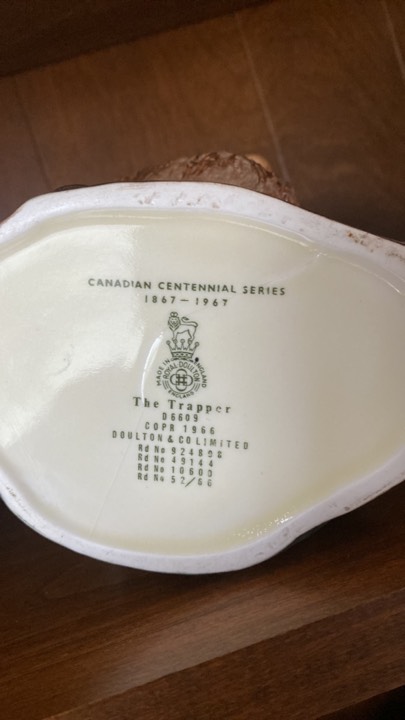 CANADIAN CENTENNIAL SERIES
1867-1967
MADE IN ENGLAND
ROYAL DOULTON
ENGLAND
The Trapper
D6609
COPR 1966
DOULTON & CO LIMITED
Rd No 924808
Rd No 49144
Rd No 10600
Rd No 52/66